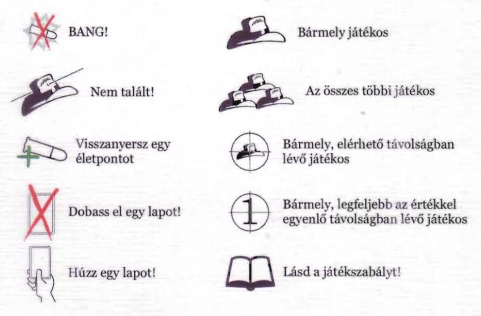 BANG!
Nem talált!
Visszanyersz egy
életpontot
Dobass el egy lapot!
Húzz egy lapot!
Bármely játékos
Az összes többi játékos
Bármely, elérhető távolságban
lévő játékos
1
Bármely, legfeljebb az értékkel
egyenlő távolságban lévő játékos
Lásd a játékszabályt!